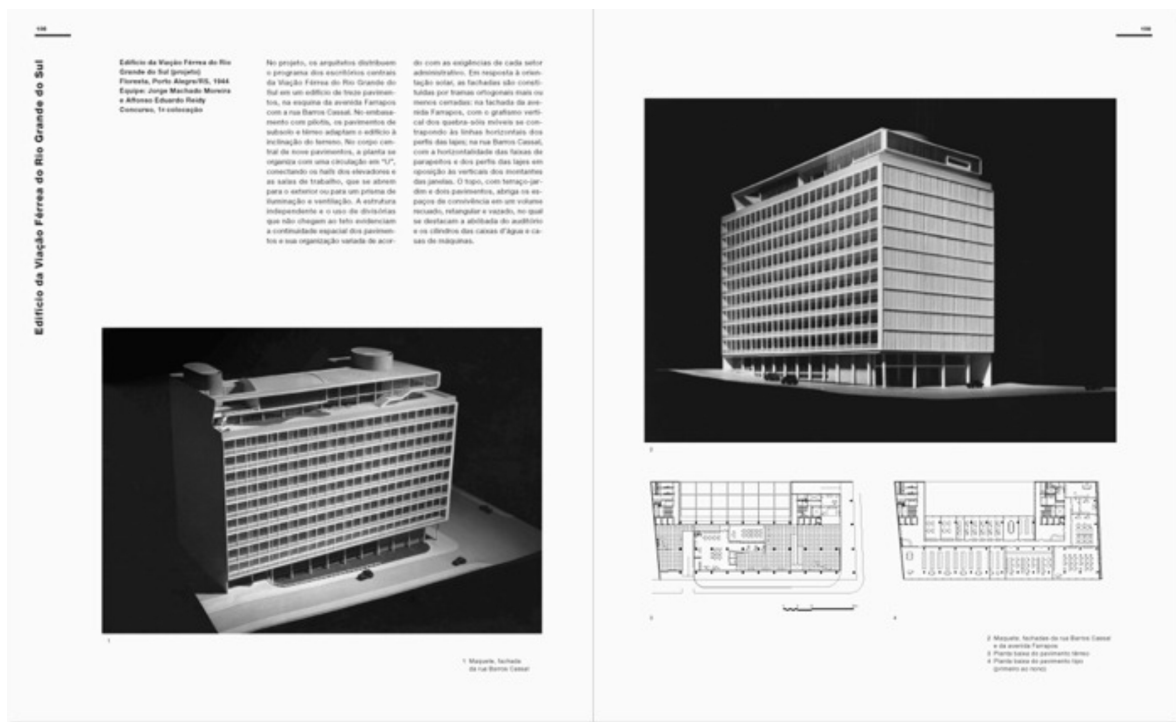 Edifício da Viação Férrea do Rio Grande do Sul
Edifício da Viação Férrea do Rio
Grande do Sul (projeto)
Floresta, Porto Alegre/RS, 1944
Equipe: Jorge Machado Moreira
e Affonso Eduardo Reidy
Concurso, 1ª colocação
No projeto, os arquitetos distribuem
o programa dos escritórios centrais
da Viação Férrea do Rio Grande do
Sul em um edifício de treze pavimen-
tos, na esquina da avenida Farrapos
com a rua Barros Cassal. No embasa-
mento com pilotis, os pavimentos de
subsolo e térreo adaptam o edifício à
inclinação do terreno. No corpo cen-
tral de nove pavimentos, a planta se
organiza com uma circulação em "U",
conectando os halls dos elevadores e
as salas de trabalho, que se abrem
para o exterior ou para um prisma de
iluminação e ventilação. A estrutura
independente e o uso de divisórias
que não chegam ao teto evidenciam
a continuidade espacial dos pavimen-
tos e sua organização variada de acor-
do com as exigências de cada setor
administrativo. Em resposta à orien-
tação solar, as fachadas são consti-
tuídas por tramas ortogonais mais ou
menos cerradas: na fachada da ave-
nida Farrapos, com o grafismo verti-
cal dos quebra-sóis móveis se con-
trapondo às linhas horizontais dos
perfis das lajes; na rua Barros Cassal,
com a horizontalidade das faixas de
parapeitos e dos perfis das lajes em
oposição às verticais dos montantes
das janelas. O topo, com terraço-jar-
dim e dois pavimentos, abriga os es-
paços de convivência em um volume
recuado, retangular e vazado, no qual
se destacam a abóbada do auditório
e os cilindros das caixas d'água e ca-
sas de máquinas.
1
1 Maquete, fachada
da rua Barros Cassal
2
3
4
2 Maquete, fachadas da rua Barros Cassal
e da avenida Farrapos
3 Planta baixa do pavimento térreo
4 Planta baixa do pavimento tipo
(primeiro ao nono)